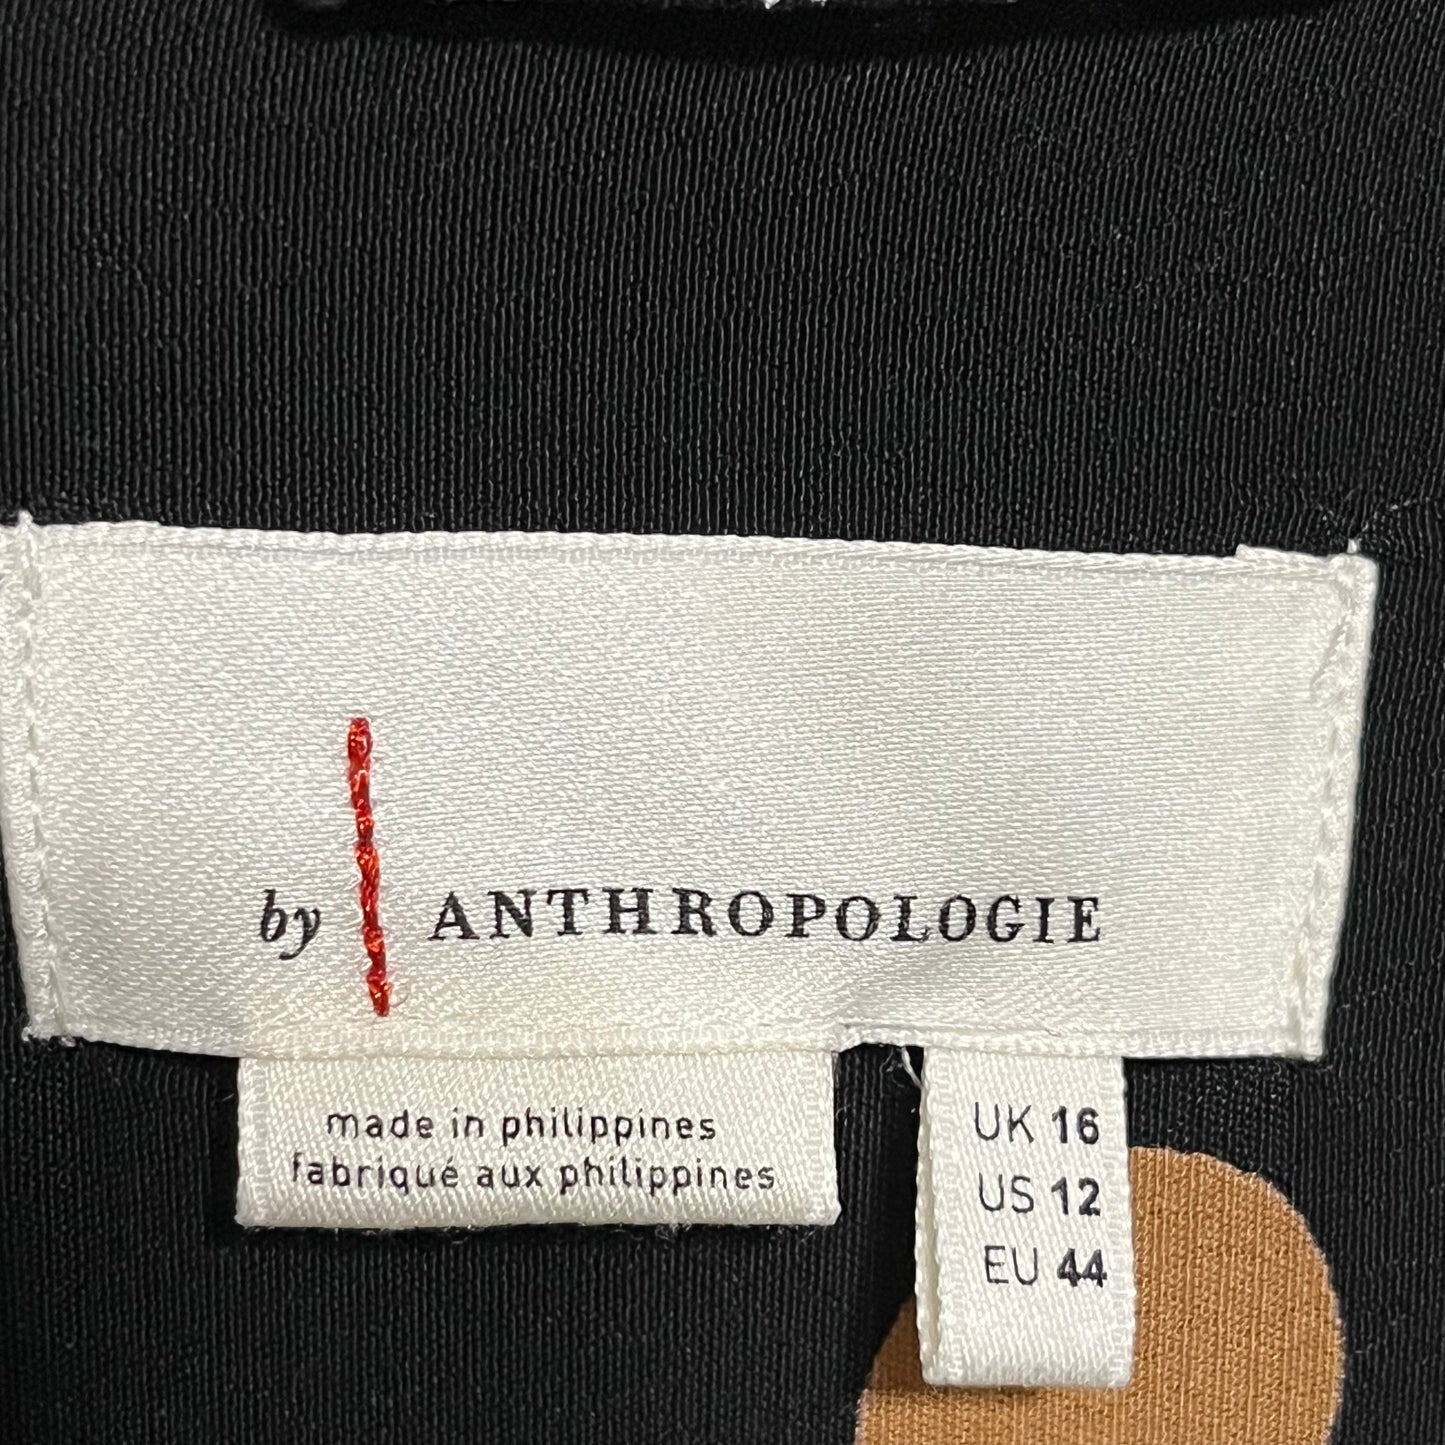 by ANTHROPOLOGIE
made in philippines
fabriqué aux philippines
UK 16
US 12
EU 44